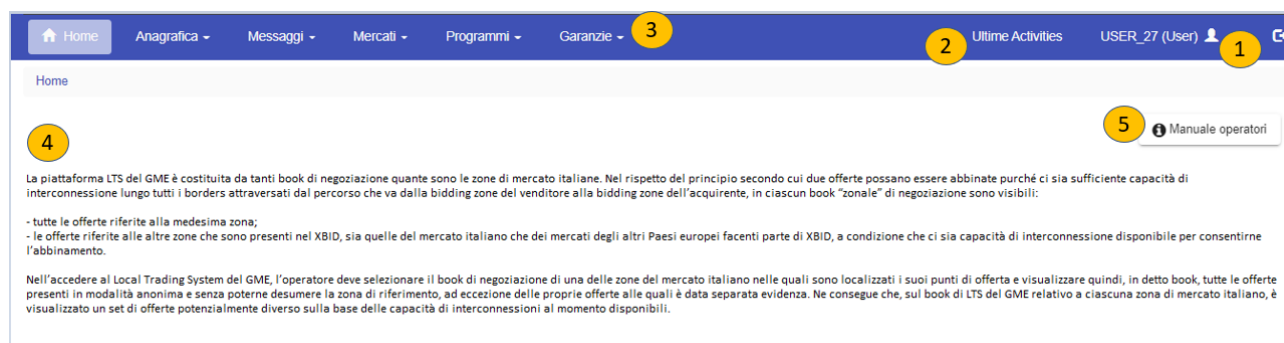 Home Anagrafica Messaggi Mercati Programmi Garanzie 3 2 Ultime Activities USER_27 (User) 1
Home
4
5 Manuale operatori
La piattaforma LTS del GME è costituita da tanti book di negoziazione quante sono le zone di mercato italiane. Nel rispetto del principio secondo cui due offerte possano essere abbinate purché ci sia sufficiente capacità di
interconnessione lungo tutti i borders attraversati dal percorso che va dalla bidding zone del venditore alla bidding zone dell'acquirente, in ciascun book "zonale" di negoziazione sono visibili:
- tutte le offerte riferite alla medesima zona;
- le offerte riferite alle altre zone che sono presenti nel XBID, sia quelle del mercato italiano che dei mercati degli altri Paesi europei facenti parte di XBID, a condizione che ci sia capacità di interconnessione disponibile per consentirne
l'abbinamento.
Nell'accedere al Local Trading System del GME, l'operatore deve selezionare il book di negoziazione di una delle zone del mercato italiano nelle quali sono localizzati i suoi punti di offerta e visualizzare quindi, in detto book, tutte le offerte
presenti in modalità anonima e senza poterne desumere la zona di riferimento, ad eccezione delle proprie offerte alle quali è data separata evidenza. Ne consegue che, sul book di LTS del GME relativo a ciascuna zona di mercato italiano, è
visualizzato un set di offerte potenzialmente diverso sulla base delle capacità di interconnessioni al momento disponibili.